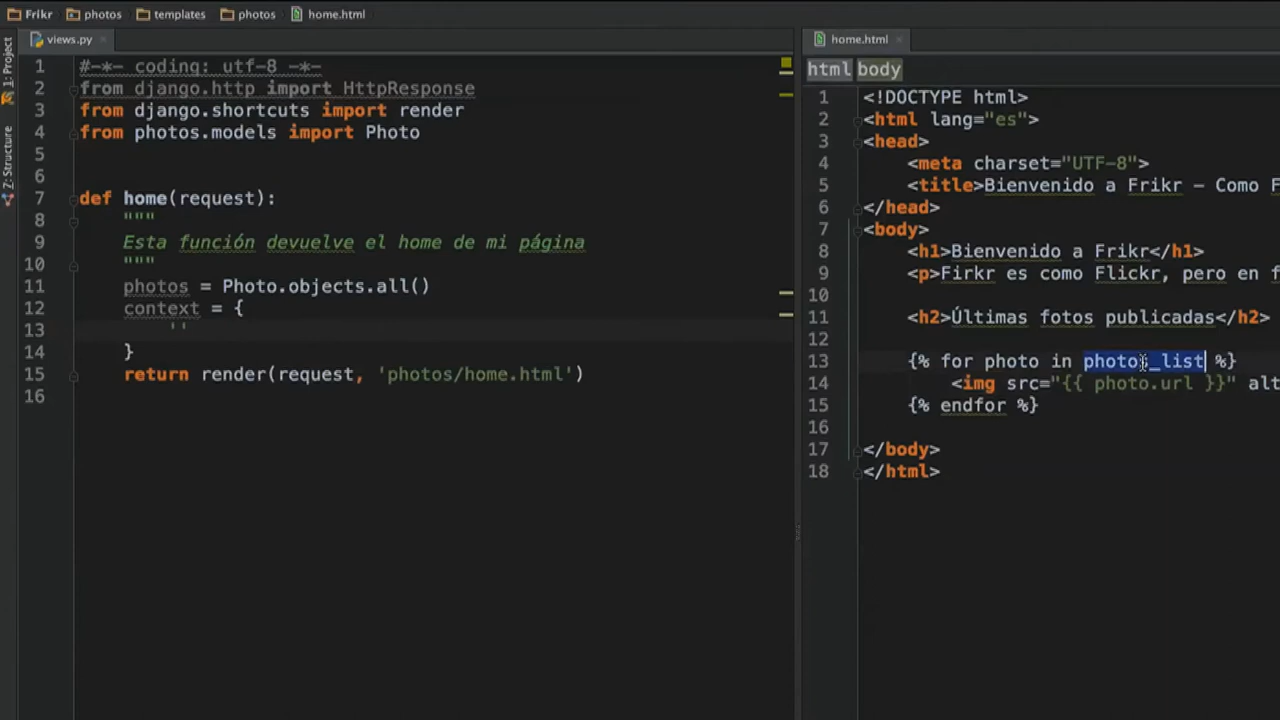 Frikr photos templates photos home.html
views.py
1: Project
Z: Structure
1 #-*- coding: utf-8 -*-
2 from django.http import HttpResponse
3 from django.shortcuts import render
4 from photos.models import Photo
5
6
7 def home(request):
8 """
9 Esta función devuelve el home de mi página
10 """
11 photos = Photo.objects.all()
12 context = {
13 ''
14 }
15 return render(request, 'photos/home.html')
16
home.html
html body
1 <!DOCTYPE html>
2 <html lang="es">
3 <head>
4 <meta charset="UTF-8">
5 <title>Bienvenido a Frikr – Como F
6 </head>
7 <body>
8 <h1>Bienvenido a Frikr</h1>
9 <p>Firkr es como Flickr, pero en f
10
11 <h2>Últimas fotos publicadas</h2>
12
13 {% for photo in photos_list %}
14 <img src="{{ photo.url }}" alt
15 {% endfor %}
16
17 </body>
18 </html>